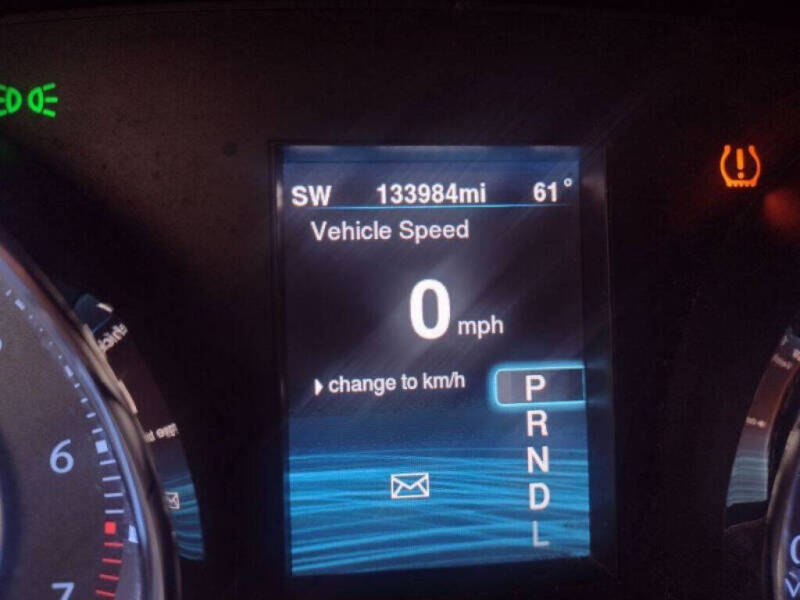 SW 133984mi 61°
Vehicle Speed
0 mph
change to km/h
P
R
N
D
L
6
7